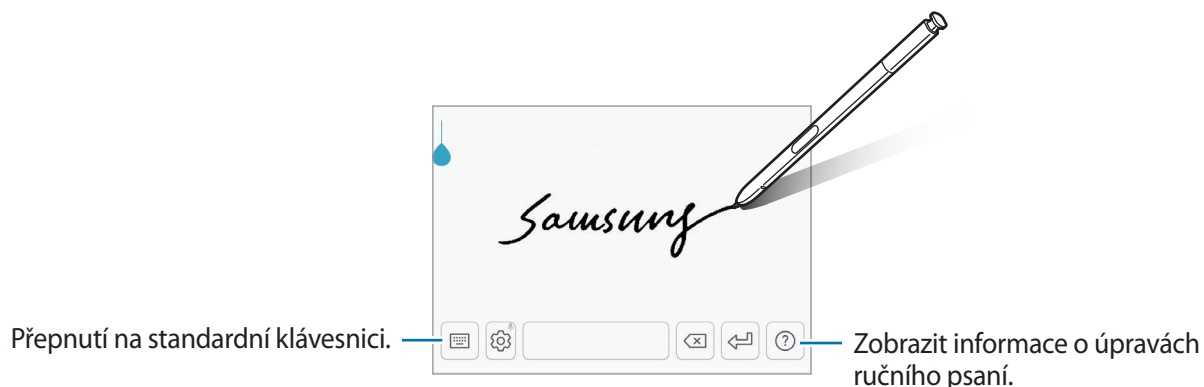 Samsung
Přepnutí na standardní klávesnici.
Zobrazit informace o úpravách
ručního psaní.